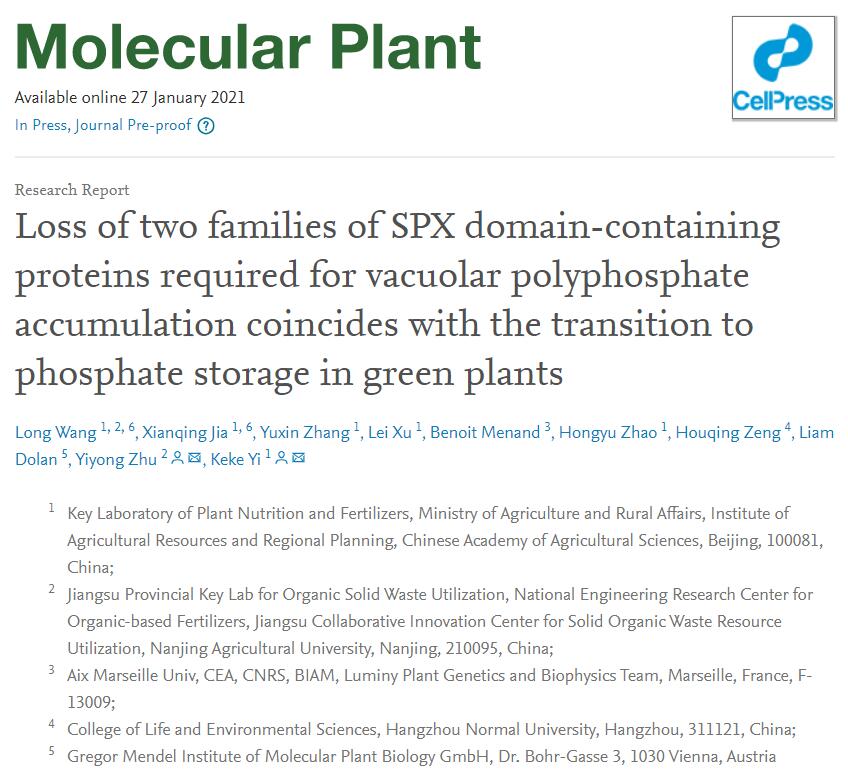 Molecular Plant
CellPress
Available online 27 January 2021
In Press, Journal Pre-proof ?
Research Report
Loss of two families of SPX domain-containing
proteins required for vacuolar polyphosphate
accumulation coincides with the transition to
phosphate storage in green plants
Long Wang 1, 2, 6, Xianqing Jia 1, 6, Yuxin Zhang 1, Lei Xu 1, Benoit Menand 3, Hongyu Zhao 1, Houqing Zeng 4, Liam
Dolan 5, Yiyong Zhu 2, Keke Yi 1
1 Key Laboratory of Plant Nutrition and Fertilizers, Ministry of Agriculture and Rural Affairs, Institute of
Agricultural Resources and Regional Planning, Chinese Academy of Agricultural Sciences, Beijing, 100081,
China;
2 Jiangsu Provincial Key Lab for Organic Solid Waste Utilization, National Engineering Research Center for
Organic-based Fertilizers, Jiangsu Collaborative Innovation Center for Solid Organic Waste Resource
Utilization, Nanjing Agricultural University, Nanjing, 210095, China;
3 Aix Marseille Univ, CEA, CNRS, BIAM, Luminy Plant Genetics and Biophysics Team, Marseille, France, F-
13009;
4 College of Life and Environmental Sciences, Hangzhou Normal University, Hangzhou, 311121, China;
5 Gregor Mendel Institute of Molecular Plant Biology GmbH, Dr. Bohr-Gasse 3, 1030 Vienna, Austria